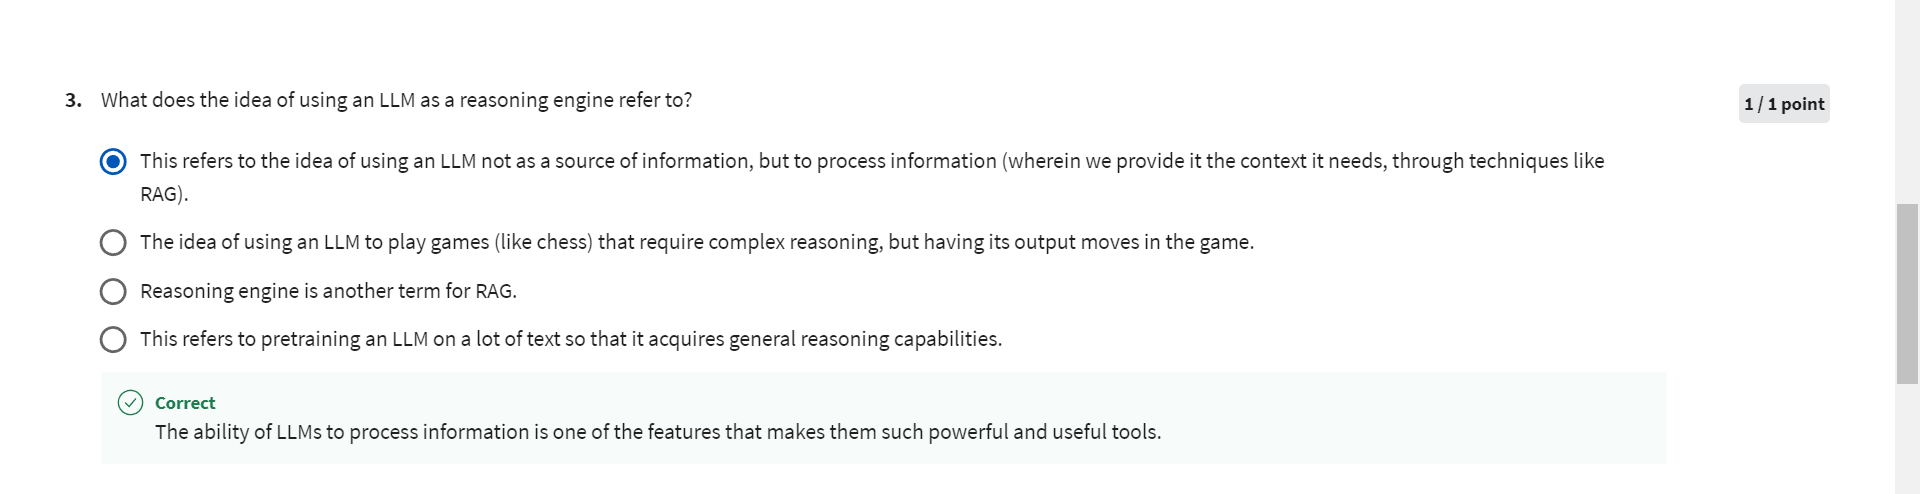 3. What does the idea of using an LLM as a reasoning engine refer to?
1 / 1 point
This refers to the idea of using an LLM not as a source of information, but to process information (wherein we provide it the context it needs, through techniques like
RAG).
The idea of using an LLM to play games (like chess) that require complex reasoning, but having its output moves in the game.
Reasoning engine is another term for RAG.
This refers to pretraining an LLM on a lot of text so that it acquires general reasoning capabilities.
Correct
The ability of LLMs to process information is one of the features that makes them such powerful and useful tools.